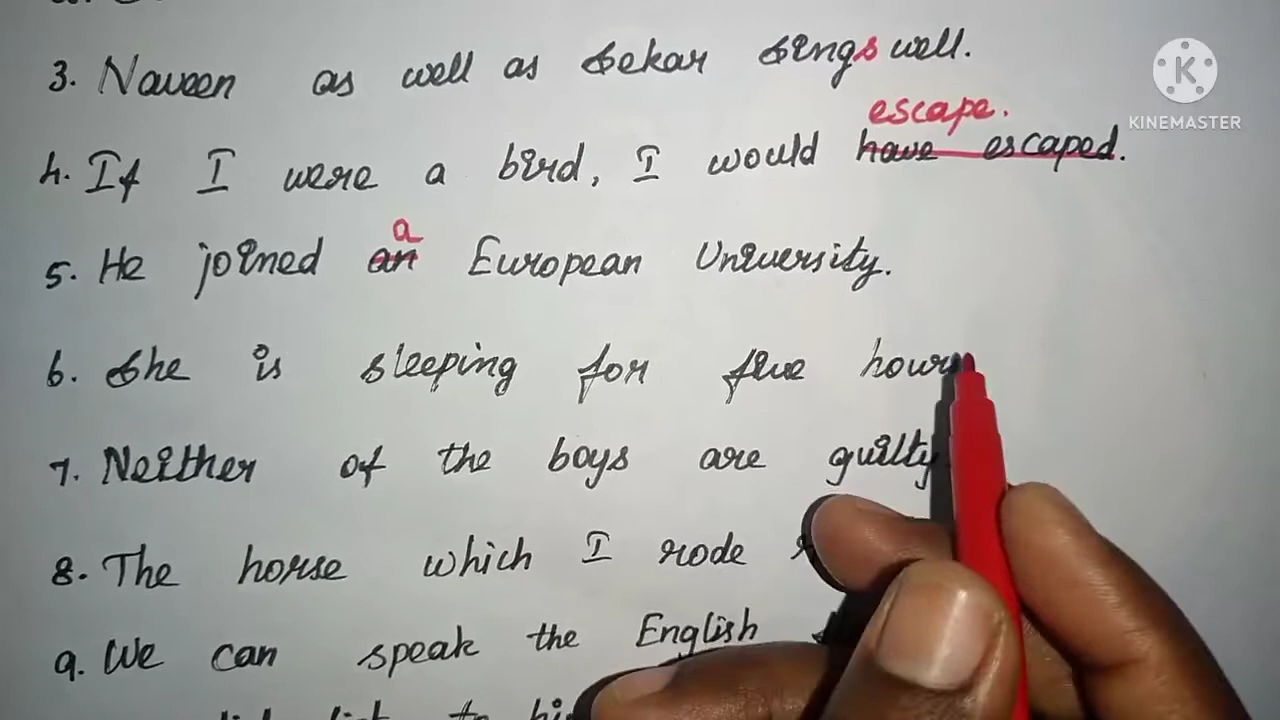 3. Naveen as well as Sekar sings well.
escape.
4. If I were a bird, I would have escaped.
a
5. He joined an European University.
6. She is sleeping for five hours
7. Neither of the boys are guilty
8. The horse which I rode
9. We can speak the English
to
K
KINEMASTER